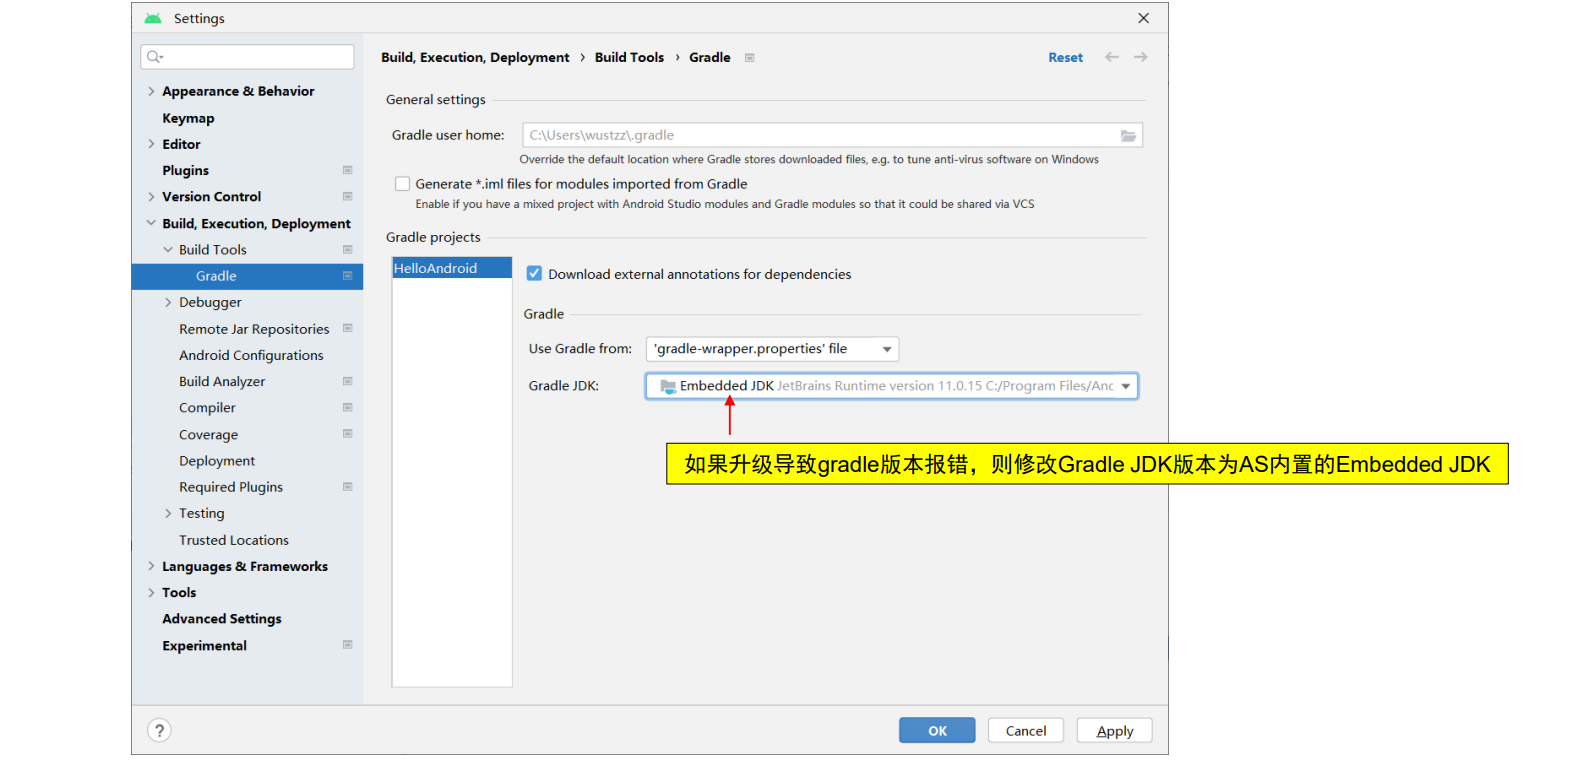 Settings
Build, Execution, Deployment › Build Tools › Gradle
Reset
Appearance & Behavior
Keymap
Editor
Plugins
Version Control
Build, Execution, Deployment
Build Tools
Gradle
Debugger
Remote Jar Repositories
Android Configurations
Build Analyzer
Compiler
Coverage
Deployment
Required Plugins
Testing
Trusted Locations
Languages & Frameworks
Tools
Advanced Settings
Experimental
General settings
Gradle user home: C:\Users\wustzz\.gradle
Override the default location where Gradle stores downloaded files, e.g. to tune anti-virus software on Windows
Generate *.iml files for modules imported from Gradle
Enable if you have a mixed project with Android Studio modules and Gradle modules so that it could be shared via VCS
Gradle projects
HelloAndroid
Download external annotations for dependencies
Gradle
Use Gradle from: 'gradle-wrapper.properties' file
Gradle JDK: Embedded JDK JetBrains Runtime version 11.0.15 C:/Program Files/Anc
如果升级导致gradle版本报错，则修改Gradle JDK版本为AS内置的Embedded JDK
?
OK
Cancel
Apply